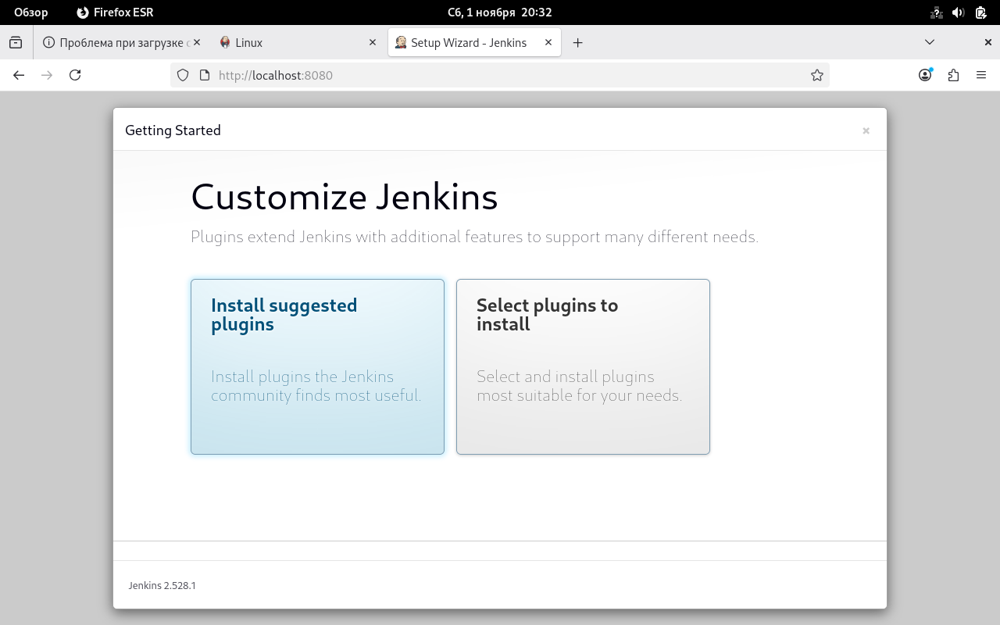 Обзор
Firefox ESR
Сб, 1 ноября 20:32
Проблема при загрузке
Linux
Setup Wizard - Jenkins
http://localhost:8080
Getting Started
Customize Jenkins
Plugins extend Jenkins with additional features to support many different needs.
Install suggested
plugins
Install plugins the Jenkins
community finds most useful.
Select plugins to
install
Select and install plugins
most suitable for your needs.
Jenkins 2.528.1